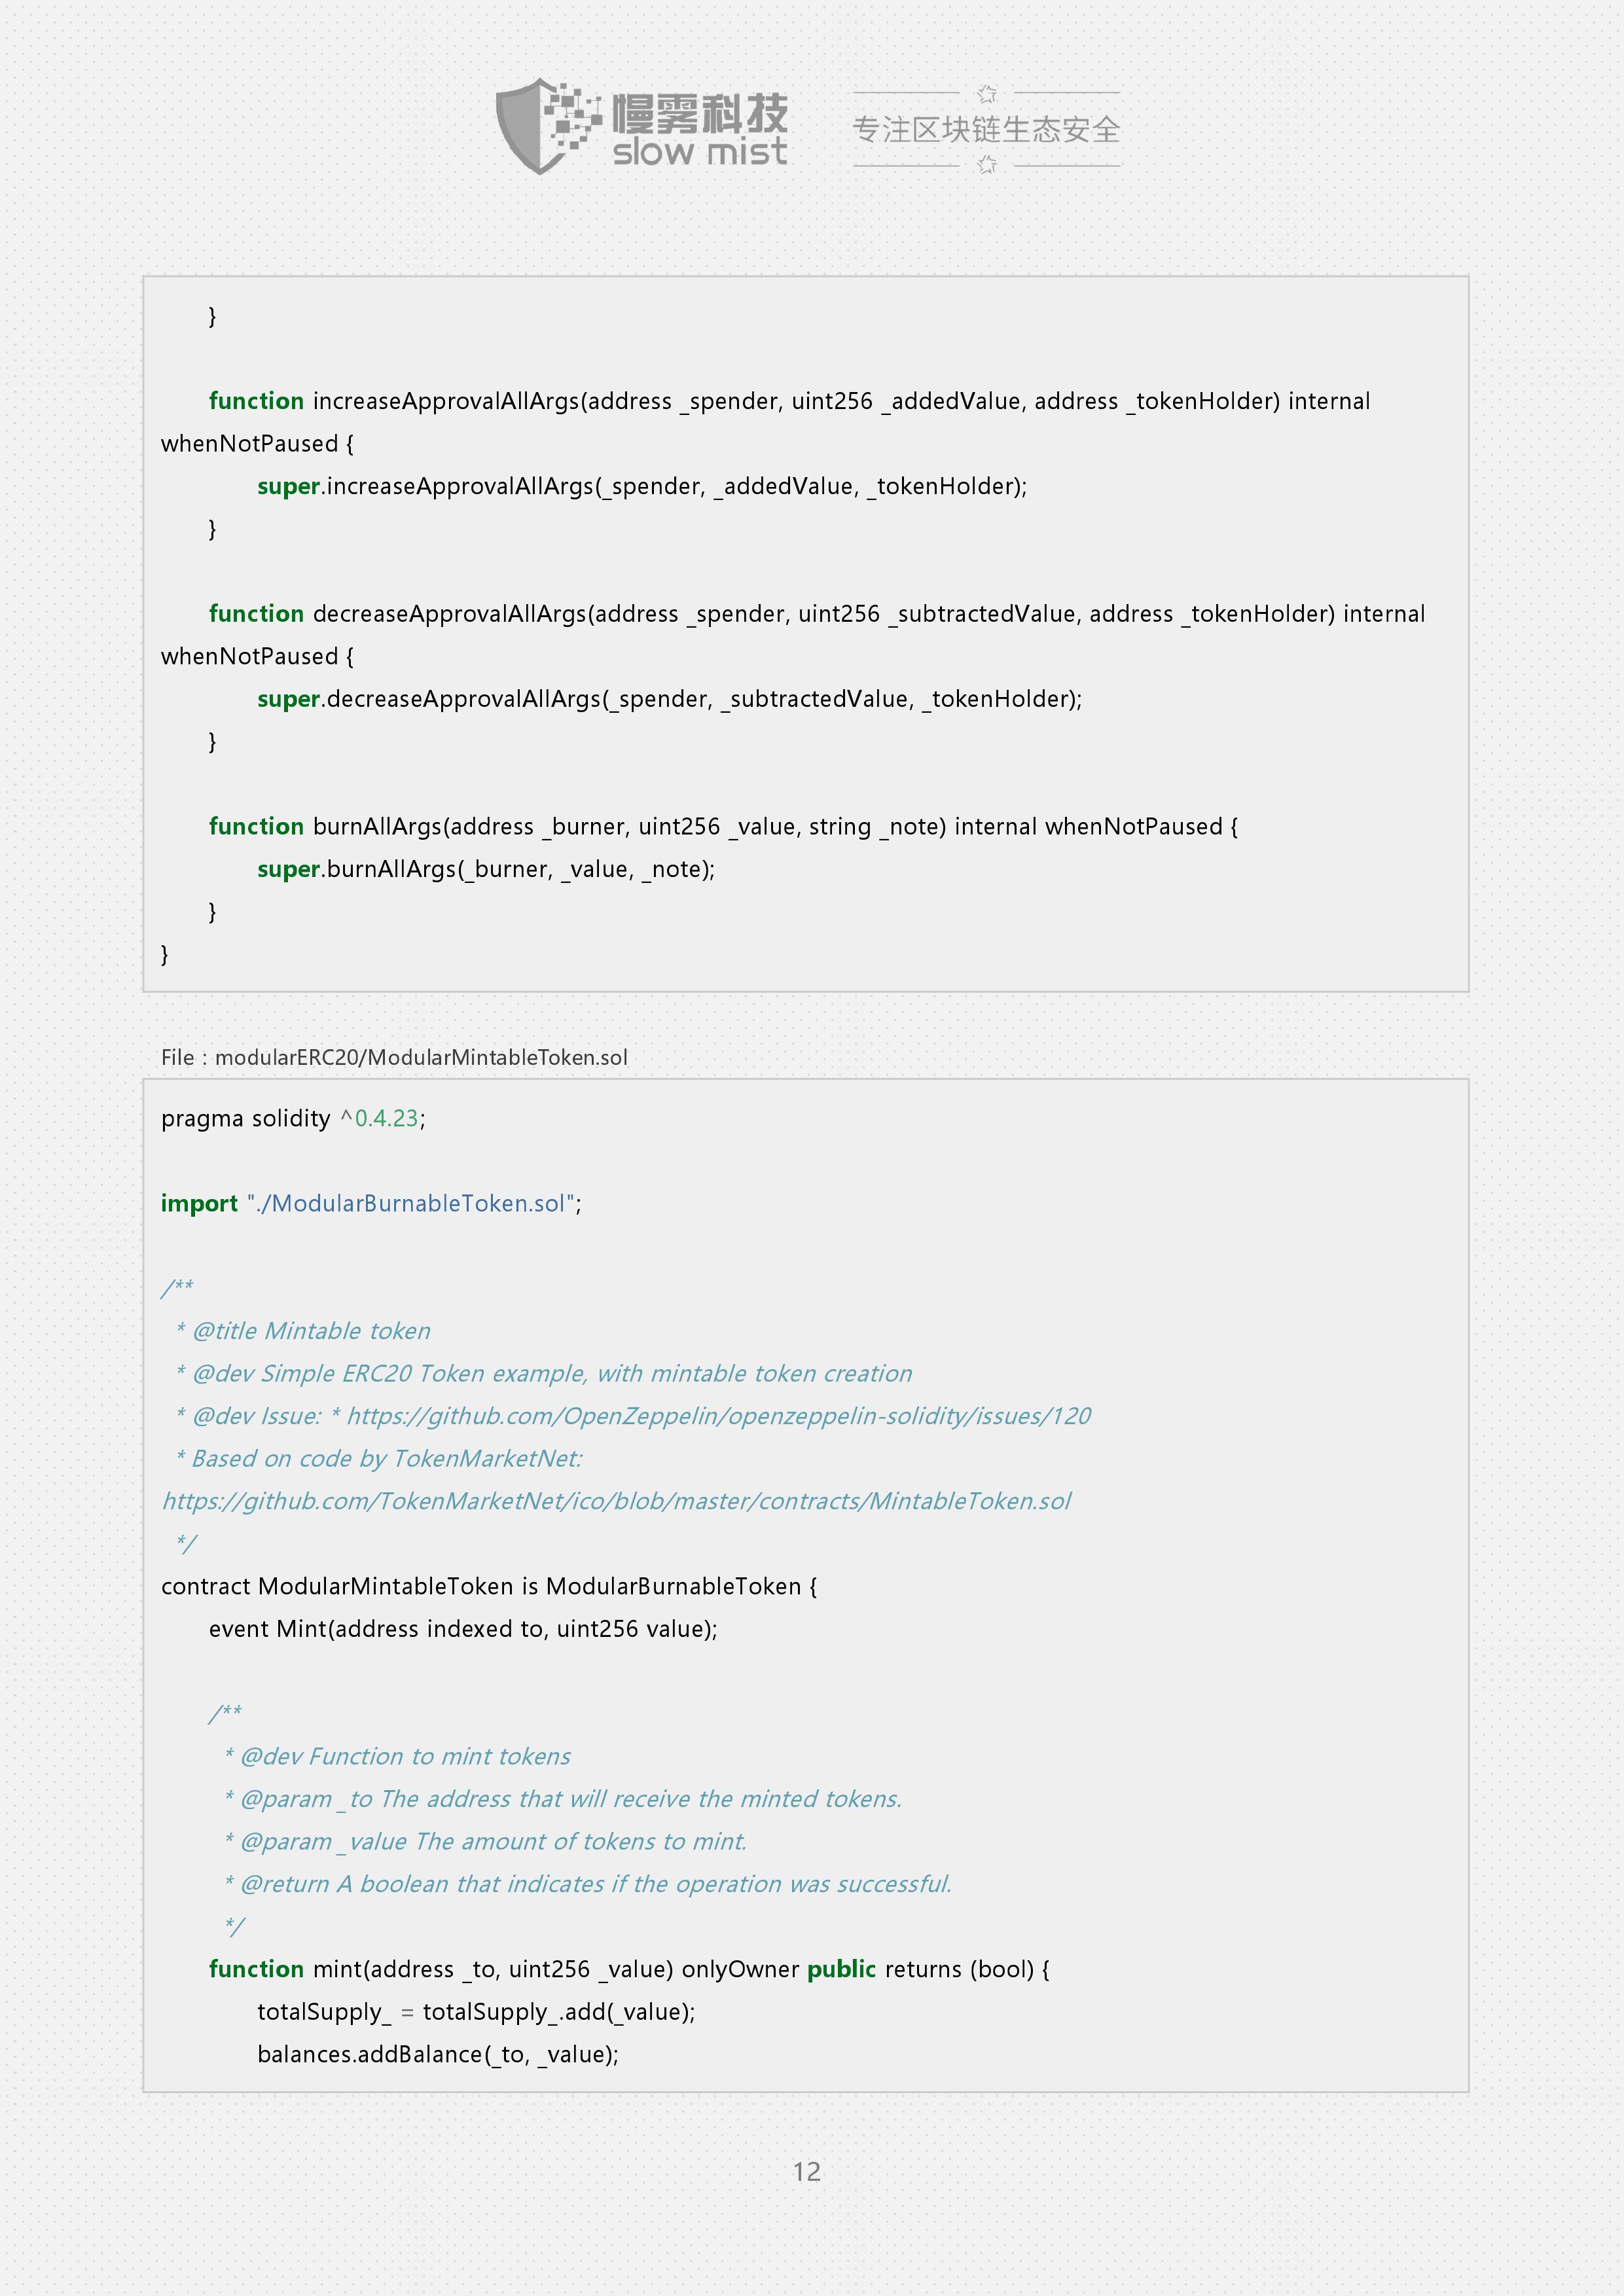 慢雾科技
slow mist
专注区块链生态安全
}
function increaseApprovalAllArgs(address _spender, uint256 _addedValue, address _tokenHolder) internal
whenNotPaused {
super.increaseApprovalAllArgs(_spender, _addedValue, _tokenHolder);
}
function decreaseApprovalAllArgs(address _spender, uint256 _subtractedValue, address _tokenHolder) internal
whenNotPaused {
super.decreaseApprovalAllArgs(_spender, _subtractedValue, _tokenHolder);
}
function burnAllArgs(address _burner, uint256 _value, string _note) internal whenNotPaused {
super.burnAllArgs(_burner, _value, _note);
}
}
File : modularERC20/ModularMintableToken.sol
pragma solidity ^0.4.23;
import "./ModularBurnableToken.sol";
/**
* @title Mintable token
* @dev Simple ERC20 Token example, with mintable token creation
* @dev Issue: * https://github.com/OpenZeppelin/openzeppelin-solidity/issues/120
* Based on code by TokenMarketNet:
https://github.com/TokenMarketNet/ico/blob/master/contracts/MintableToken.sol
*/
contract ModularMintableToken is ModularBurnableToken {
event Mint(address indexed to, uint256 value);
/**
* @dev Function to mint tokens
* @param _to The address that will receive the minted tokens.
* @param _value The amount of tokens to mint.
* @return A boolean that indicates if the operation was successful.
*/
function mint(address _to, uint256 _value) onlyOwner public returns (bool) {
totalSupply_ = totalSupply_.add(_value);
balances.addBalance(_to, _value);
12